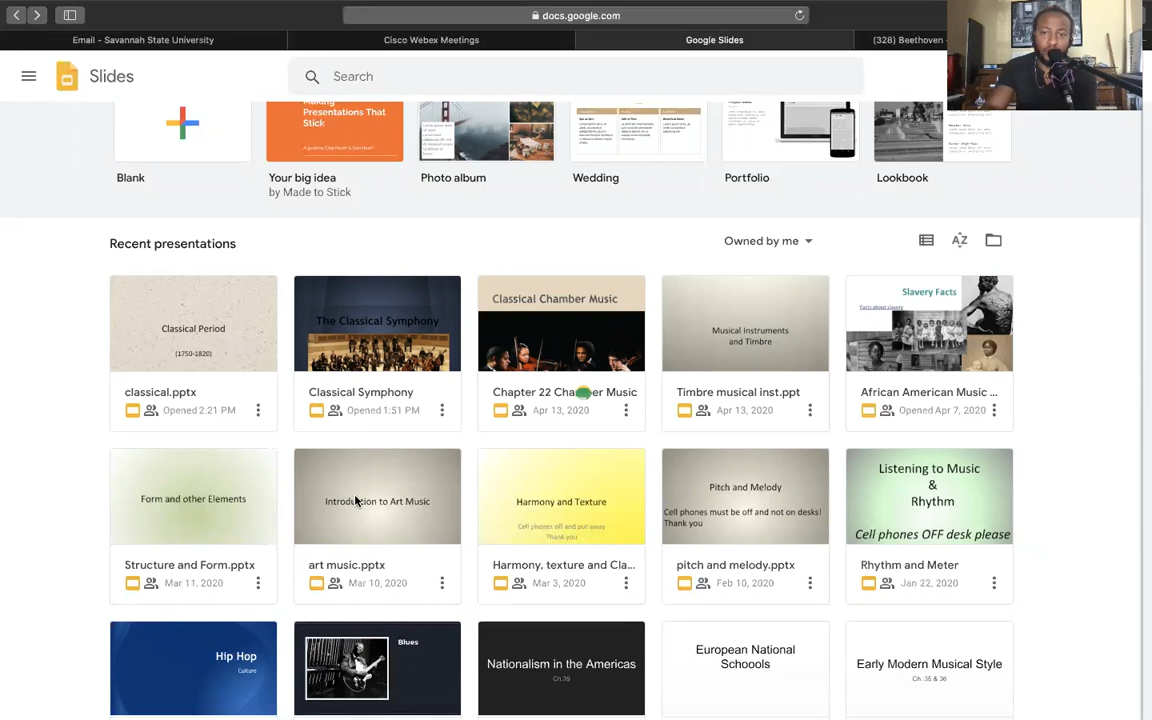 docs.google.com
Email - Savannah State University
Cisco Webex Meetings
Google Slides
(328) Beethoven -
Slides
Search
Making
Presentations That
Stick
Blank
Your big idea
by Made to Stick
Photo album
Wedding
Portfolio
Lookbook
Recent presentations
Owned by me
AZ
Classical Period
(1750-1820)
The Classical Symphony
Classical Chamber Music
Musical Instruments
and Timbre
Slavery Facts
Facts about slavery
classical.pptx
Opened 2:21 PM
Classical Symphony
Opened 1:51 PM
Chapter 22 Chamber Music
Apr 13, 2020
Timbre musical inst.ppt
Apr 13, 2020
African American Music ...
Opened Apr 7, 2020
Form and other Elements
Introduction to Art Music
Harmony and Texture
Cell phones off and put away
Thank you
Pitch and Melody
Cell phones must be off and not on desks!
Thank you
Listening to Music
&
Rhythm
Cell phones OFF desk please
Structure and Form.pptx
Mar 11, 2020
art music.pptx
Mar 10, 2020
Harmony, texture and Cla...
Mar 3, 2020
pitch and melody.pptx
Feb 10, 2020
Rhythm and Meter
Jan 22, 2020
Hip Hop
Culture
Blues
Nationalism in the Americas
Ch.39
European National
Schoools
Early Modern Musical Style
Ch. 35 & 36